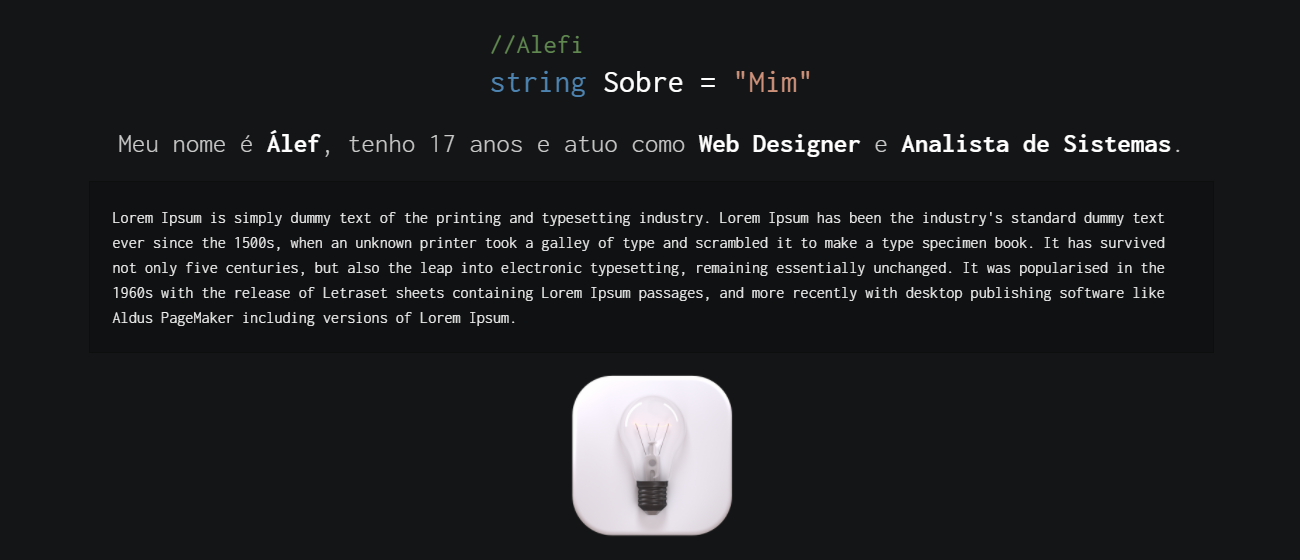 //Alefi
string Sobre = "Mim"
Meu nome é Álef, tenho 17 anos e atuo como Web Designer e Analista de Sistemas.
Lorem Ipsum is simply dummy text of the printing and typesetting industry. Lorem Ipsum has been the industry's standard dummy text
ever since the 1500s, when an unknown printer took a galley of type and scrambled it to make a type specimen book. It has survived
not only five centuries, but also the leap into electronic typesetting, remaining essentially unchanged. It was popularised in the
1960s with the release of Letraset sheets containing Lorem Ipsum passages, and more recently with desktop publishing software like
Aldus PageMaker including versions of Lorem Ipsum.